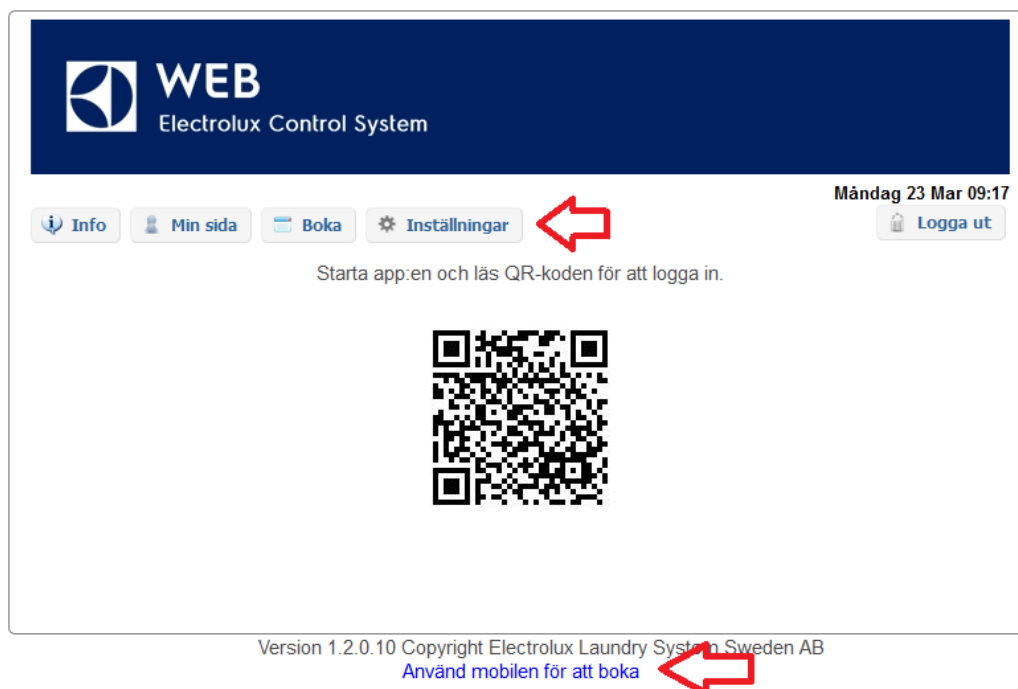 WEB
Electrolux Control System
Måndag 23 Mar 09:17
Info Min sida Boka Inställningar Logga ut
Starta app:en och läs QR-koden för att logga in.
Version 1.2.0.10 Copyright Electrolux Laundry System Sweden AB
Använd mobilen för att boka